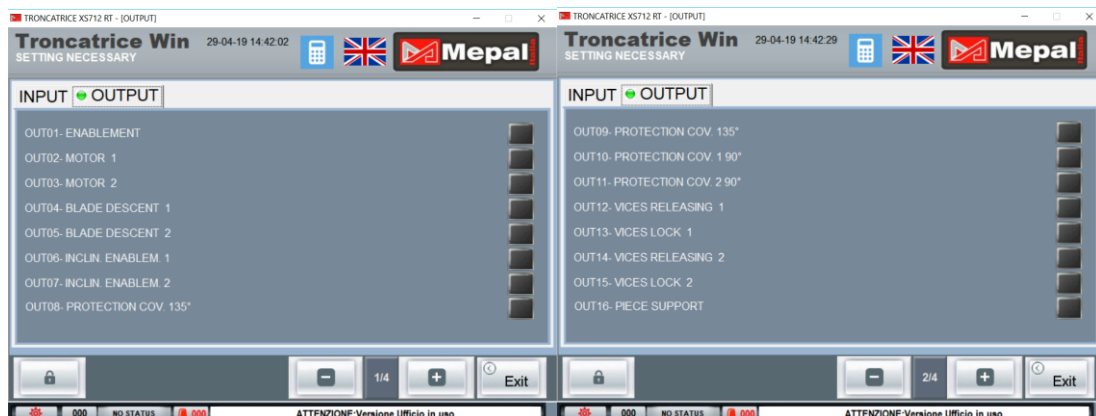 TRONCATRICE XS712 RT - [OUTPUT]
Troncatrice Win
29-04-19 14:42:02
SETTING NECESSARY
Mepal
Italia
INPUT
OUTPUT
OUT01- ENABLEMENT
OUT02- MOTOR 1
OUT03- MOTOR 2
OUT04- BLADE DESCENT 1
OUT05- BLADE DESCENT 2
OUT06- INCLIN. ENABLEM. 1
OUT07- INCLIN. ENABLEM. 2
OUT08- PROTECTION COV. 135°
1/4
Exit
000
NO STATUS
000
ATTENZIONE:Versione Ufficio in uso
TRONCATRICE XS712 RT - [OUTPUT]
Troncatrice Win
29-04-19 14:42:29
SETTING NECESSARY
Mepal
Italia
INPUT
OUTPUT
OUT09- PROTECTION COV. 135°
OUT10- PROTECTION COV. 1 90°
OUT11- PROTECTION COV. 2 90°
OUT12- VICES RELEASING 1
OUT13- VICES LOCK 1
OUT14- VICES RELEASING 2
OUT15- VICES LOCK 2
OUT16- PIECE SUPPORT
2/4
Exit
000
NO STATUS
000
ATTENZIONE:Versione Ufficio in uso